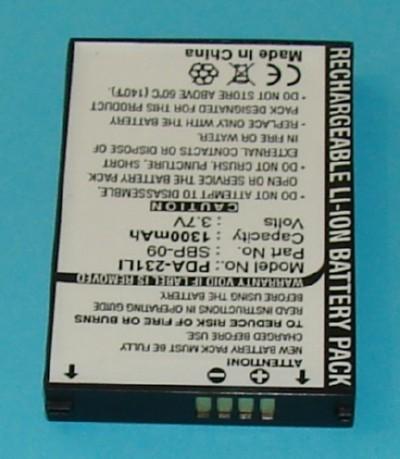 RECHARGEABLE LI-ION BATTERY PACK
NEW BATTERY PACK MUST BE FULLY
CHARGED BEFORE USE
TO REDUCE RISK OF FIRE OR BURNS
READ INSTRUCTIONS IN OPERATING GUIDE
BEFORE USING THE BATTERY.
WARRANTY VOID IF LABEL IS REMOVED
Model No.: PDA-231LI
Part No. : SBP-09
Capacity : 1300mAh
Volts : 3.7V
CAUTION
• DO NOT DISASSEMBLE.
OPEN OR SERVICE THE BATTERY PACK
• DO NOT CRUSH, PUNCTURE, SHORT
EXTERNAL CONTACTS OR DISPOSE OF
IN FIRE OR WATER.
• REPLACE ONLY WITH THE BATTERY
PACK DESIGNATED FOR THIS PRODUCT
• DO NOT STORE ABOVE 60°C (140°F).
CE
Made In China